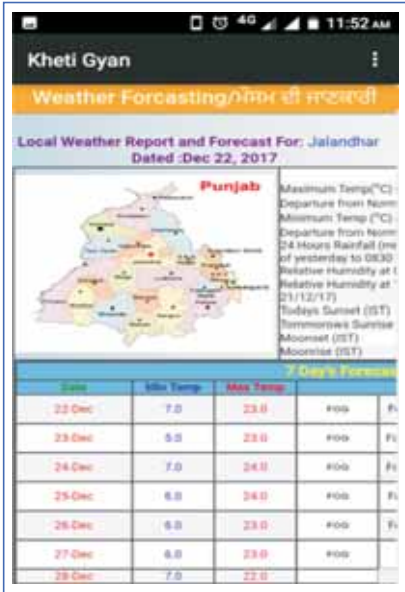 4G 11:52 AM
Kheti Gyan
Weather Forcasting/ਮੌਸਮ ਦੀ ਜਾਣਕਾਰੀ
Local Weather Report and Forecast For: Jalandhar
Dated :Dec 22, 2017
Punjab
Maximum Temp(°C)
Departure from Norm
Minimum Temp (°C)
Departure from Norm
24 Hours Rainfall (m
of yesterday to 0830
Relative Humidity at
Relative Humidity at
21/12/17)
Todays Sunset (IST)
Tommorows Sunrise
Moonset (IST)
Moonrise (IST)
7 Day's Forecas
Date Min Temp Max Temp
22-Dec 7.0 23.0 FOG
23-Dec 5.0 23.0 FOG
24-Dec 7.0 24.0 FOG
25-Dec 6.0 24.0 FOG
26-Dec 6.0 23.0 FOG
27-Dec 6.0 23.0 FOG
28-Dec 7.0 22.0